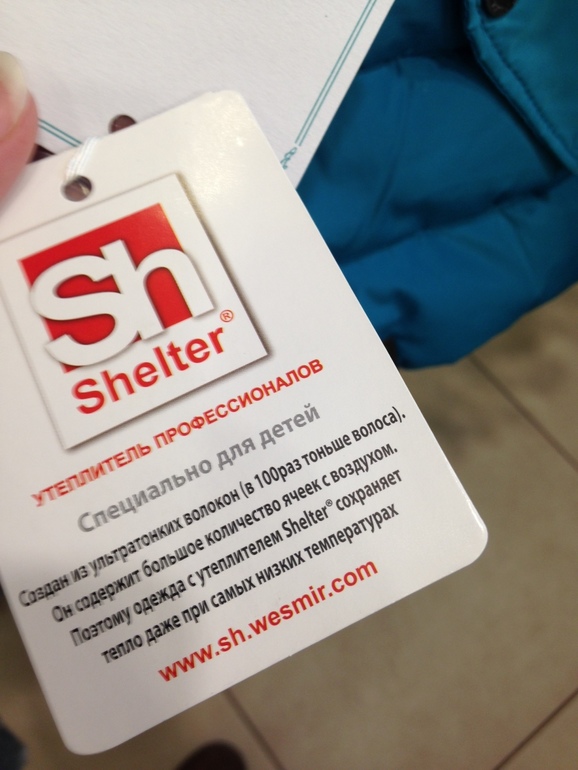 Sh
Shelter®
УТЕПЛИТЕЛЬ ПРОФЕССИОНАЛОВ
Специально для детей
Создан из ультратонких волокон (в 100раз тоньше волоса).
Он содержит большое количество ячеек с воздухом.
Поэтому одежда с утеплителем Shelter® сохраняет
тепло даже при самых низких температурах
www.sh.wesmir.com